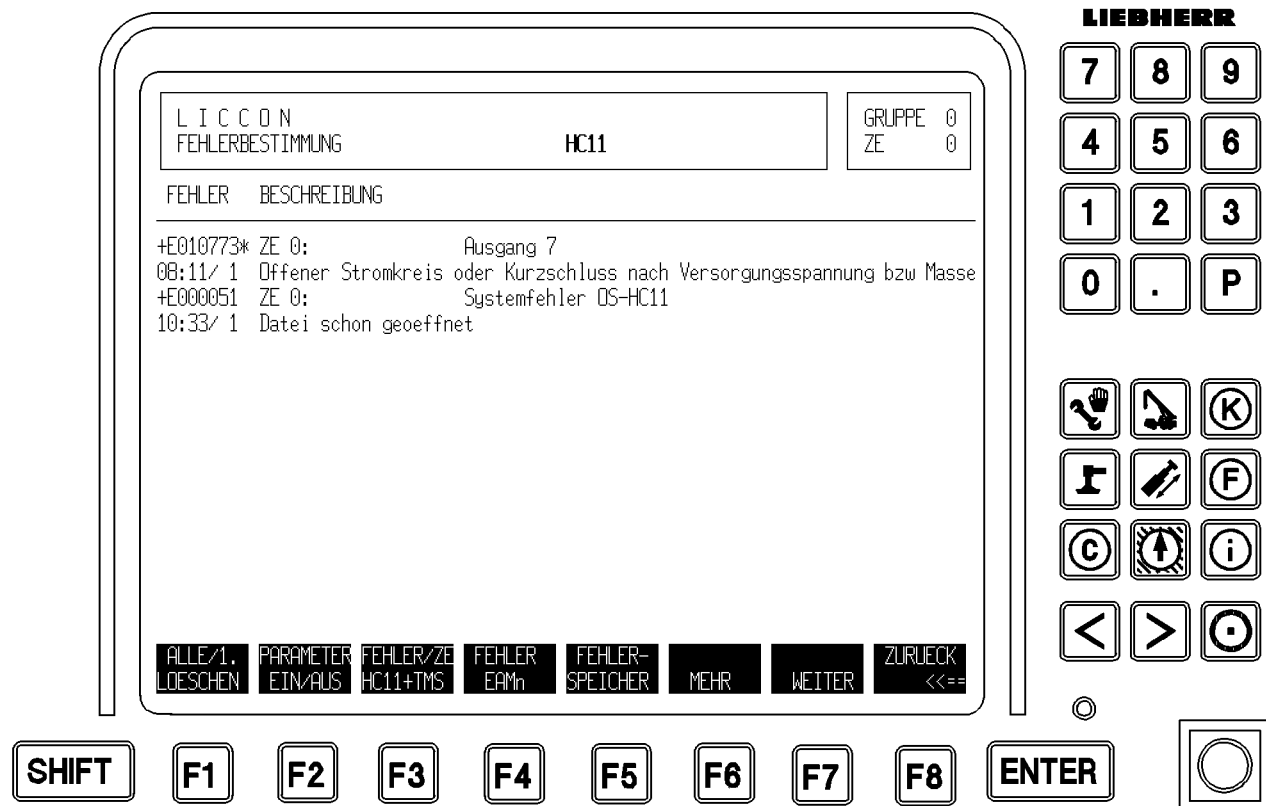 LIEBHERR
L I C C O N
FEHLERBESTIMMUNG HC11
GRUPPE 0
ZE 0
FEHLER BESCHREIBUNG
+E010773* ZE 0: Ausgang 7
08:11/ 1 Offener Stromkreis oder Kurzschluss nach Versorgungsspannung bzw Masse
+E000051 ZE 0: Systemfehler OS-HC11
10:33/ 1 Datei schon geoeffnet
ALLE/1. PARAMETER FEHLER/ZE FEHLER FEHLER- ZURUECK
LOESCHEN EIN/AUS HC11+TMS EAMn SPEICHER MEHR WEITER <<==
7 8 9
4 5 6
1 2 3
0 . P
K
F
C i
< >
SHIFT F1 F2 F3 F4 F5 F6 F7 F8 ENTER